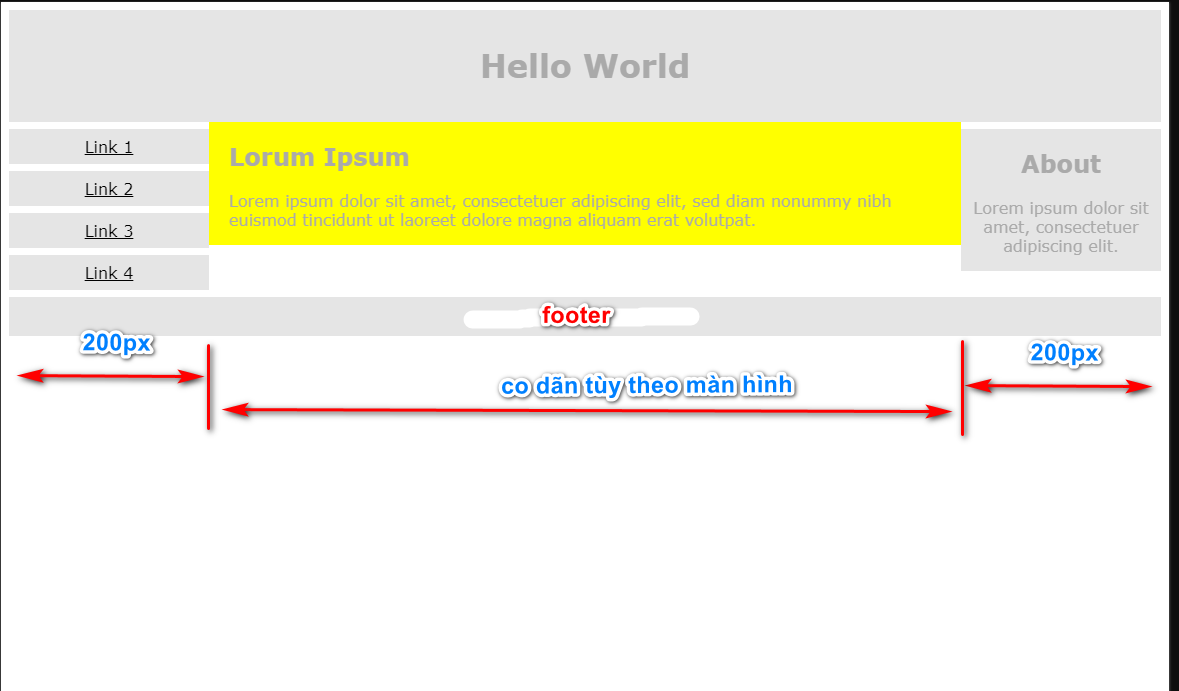 Hello World
Link 1
Link 2
Link 3
Link 4
Lorum Ipsum
Lorem ipsum dolor sit amet, consectetuer adipiscing elit, sed diam nonummy nibh
euismod tincidunt ut laoreet dolore magna aliquam erat volutpat.
About
Lorem ipsum dolor sit
amet, consectetuer
adipiscing elit.
footer
200px
co dãn tùy theo màn hình
200px